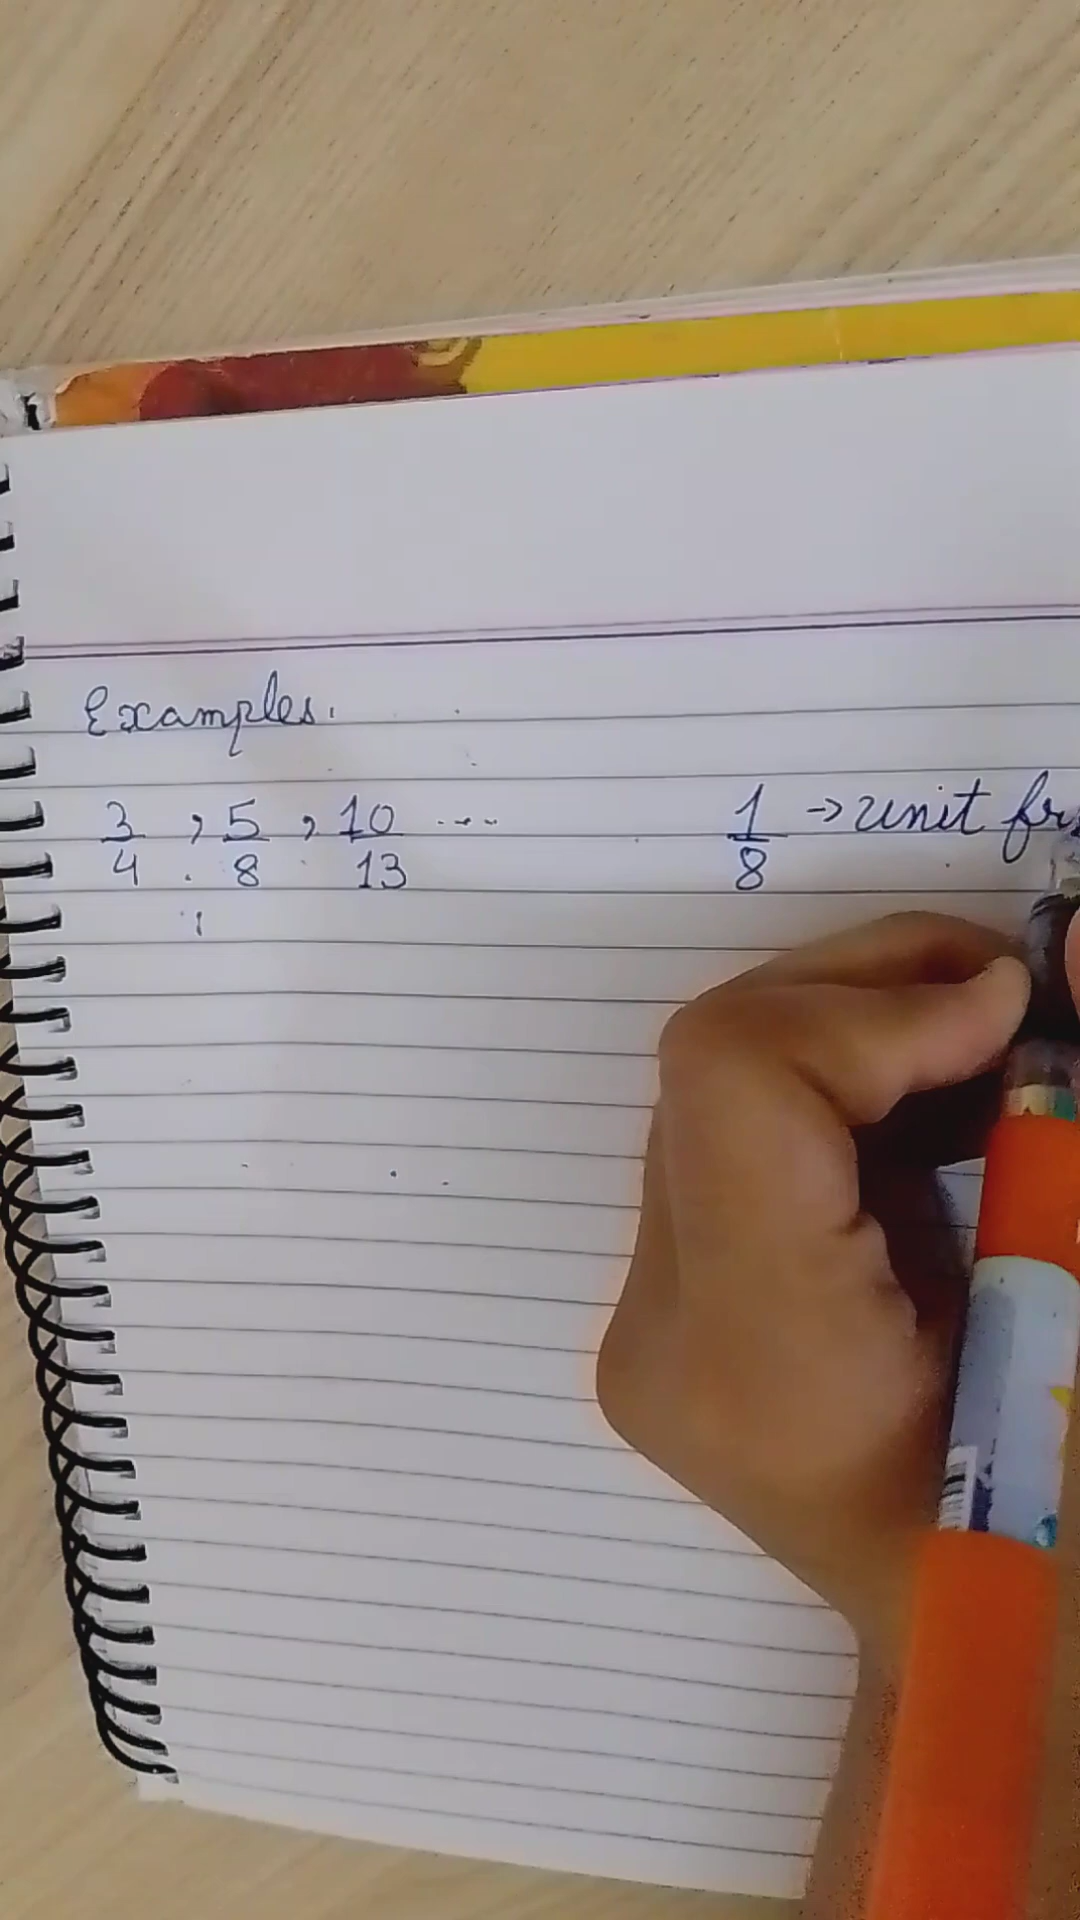 Examples.
3/4 , 5/8 , 10/13 ....
1/8 → unit fr